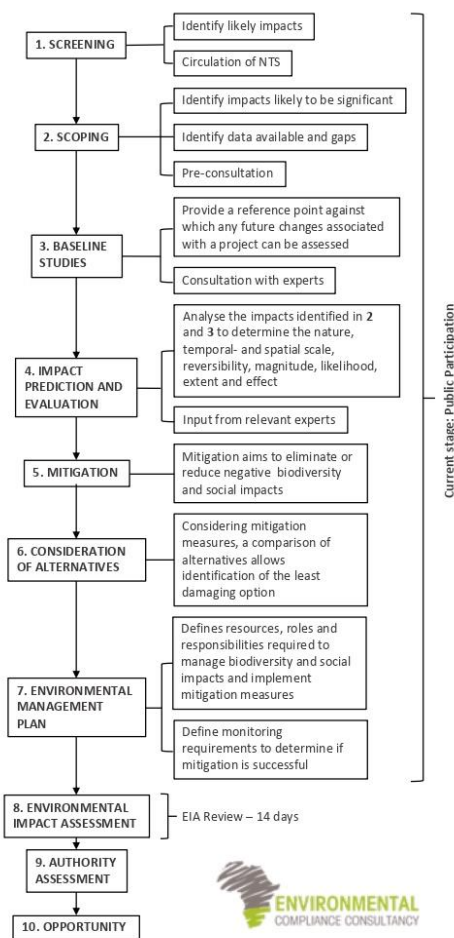 1. SCREENING
Identify likely impacts
Circulation of NTS
2. SCOPING
Identify impacts likely to be significant
Identify data available and gaps
Pre-consultation
3. BASELINE
STUDIES
Provide a reference point against
which any future changes associated
with a project can be assessed
Consultation with experts
4. IMPACT
PREDICTION AND
EVALUATION
Analyse the impacts identified in 2
and 3 to determine the nature,
temporal- and spatial scale,
reversibility, magnitude, likelihood,
extent and effect
Input from relevant experts
5. MITIGATION
Mitigation aims to eliminate or
reduce negative biodiversity
and social impacts
6. CONSIDERATION
OF ALTERNATIVES
Considering mitigation
measures, a comparison of
alternatives allows
identification of the least
damaging option
7. ENVIRONMENTAL
MANAGEMENT
PLAN
Defines resources, roles and
responsibilities required to
manage biodiversity and social
impacts and implement
mitigation measures
Define monitoring
requirements to determine if
mitigation is successful
Current stage: Public Participation
8. ENVIRONMENTAL
IMPACT ASSESSMENT
EIA Review – 14 days
9. AUTHORITY
ASSESSMENT
10. OPPORTUNITY
ENVIRONMENTAL
COMPLIANCE CONSULTANCY